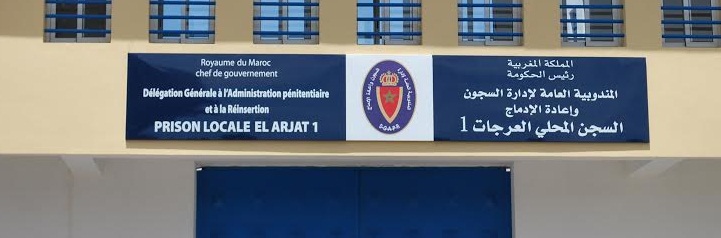 Royaume du Maroc
chef de gouvernement
Délégation Générale à l'Administration pénitentiaire
et à la Réinsertion
PRISON LOCALE EL ARJAT 1
DGAPR
المملكة المغربية
رئيس الحكومة
المندوبية العامة لإدارة السجون
وإعادة الإدماج
السجن المحلي العرجات 1